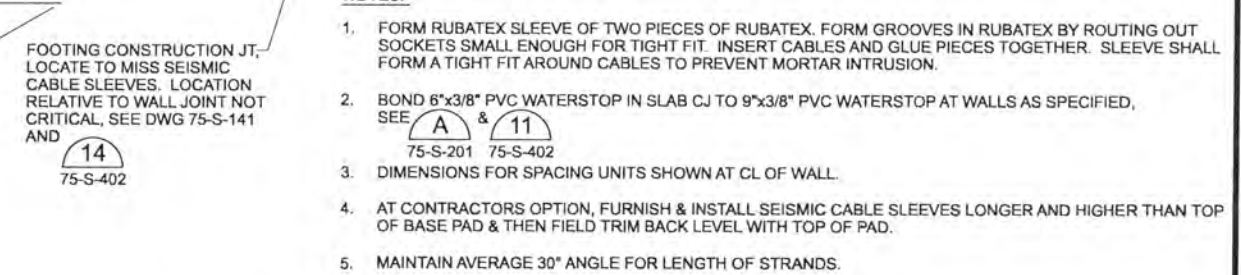 FOOTING CONSTRUCTION JT,
LOCATE TO MISS SEISMIC
CABLE SLEEVES. LOCATION
RELATIVE TO WALL JOINT NOT
CRITICAL, SEE DWG 75-S-141
AND
14
75-S-402
1. FORM RUBATEX SLEEVE OF TWO PIECES OF RUBATEX. FORM GROOVES IN RUBATEX BY ROUTING OUT
SOCKETS SMALL ENOUGH FOR TIGHT FIT. INSERT CABLES AND GLUE PIECES TOGETHER. SLEEVE SHALL
FORM A TIGHT FIT AROUND CABLES TO PREVENT MORTAR INTRUSION.
2. BOND 6"x3/8" PVC WATERSTOP IN SLAB CJ TO 9"x3/8" PVC WATERSTOP AT WALLS AS SPECIFIED,
SEE A & 11
75-S-201 75-S-402
3. DIMENSIONS FOR SPACING UNITS SHOWN AT CL OF WALL.
4. AT CONTRACTORS OPTION, FURNISH & INSTALL SEISMIC CABLE SLEEVES LONGER AND HIGHER THAN TOP
OF BASE PAD & THEN FIELD TRIM BACK LEVEL WITH TOP OF PAD.
5. MAINTAIN AVERAGE 30° ANGLE FOR LENGTH OF STRANDS.